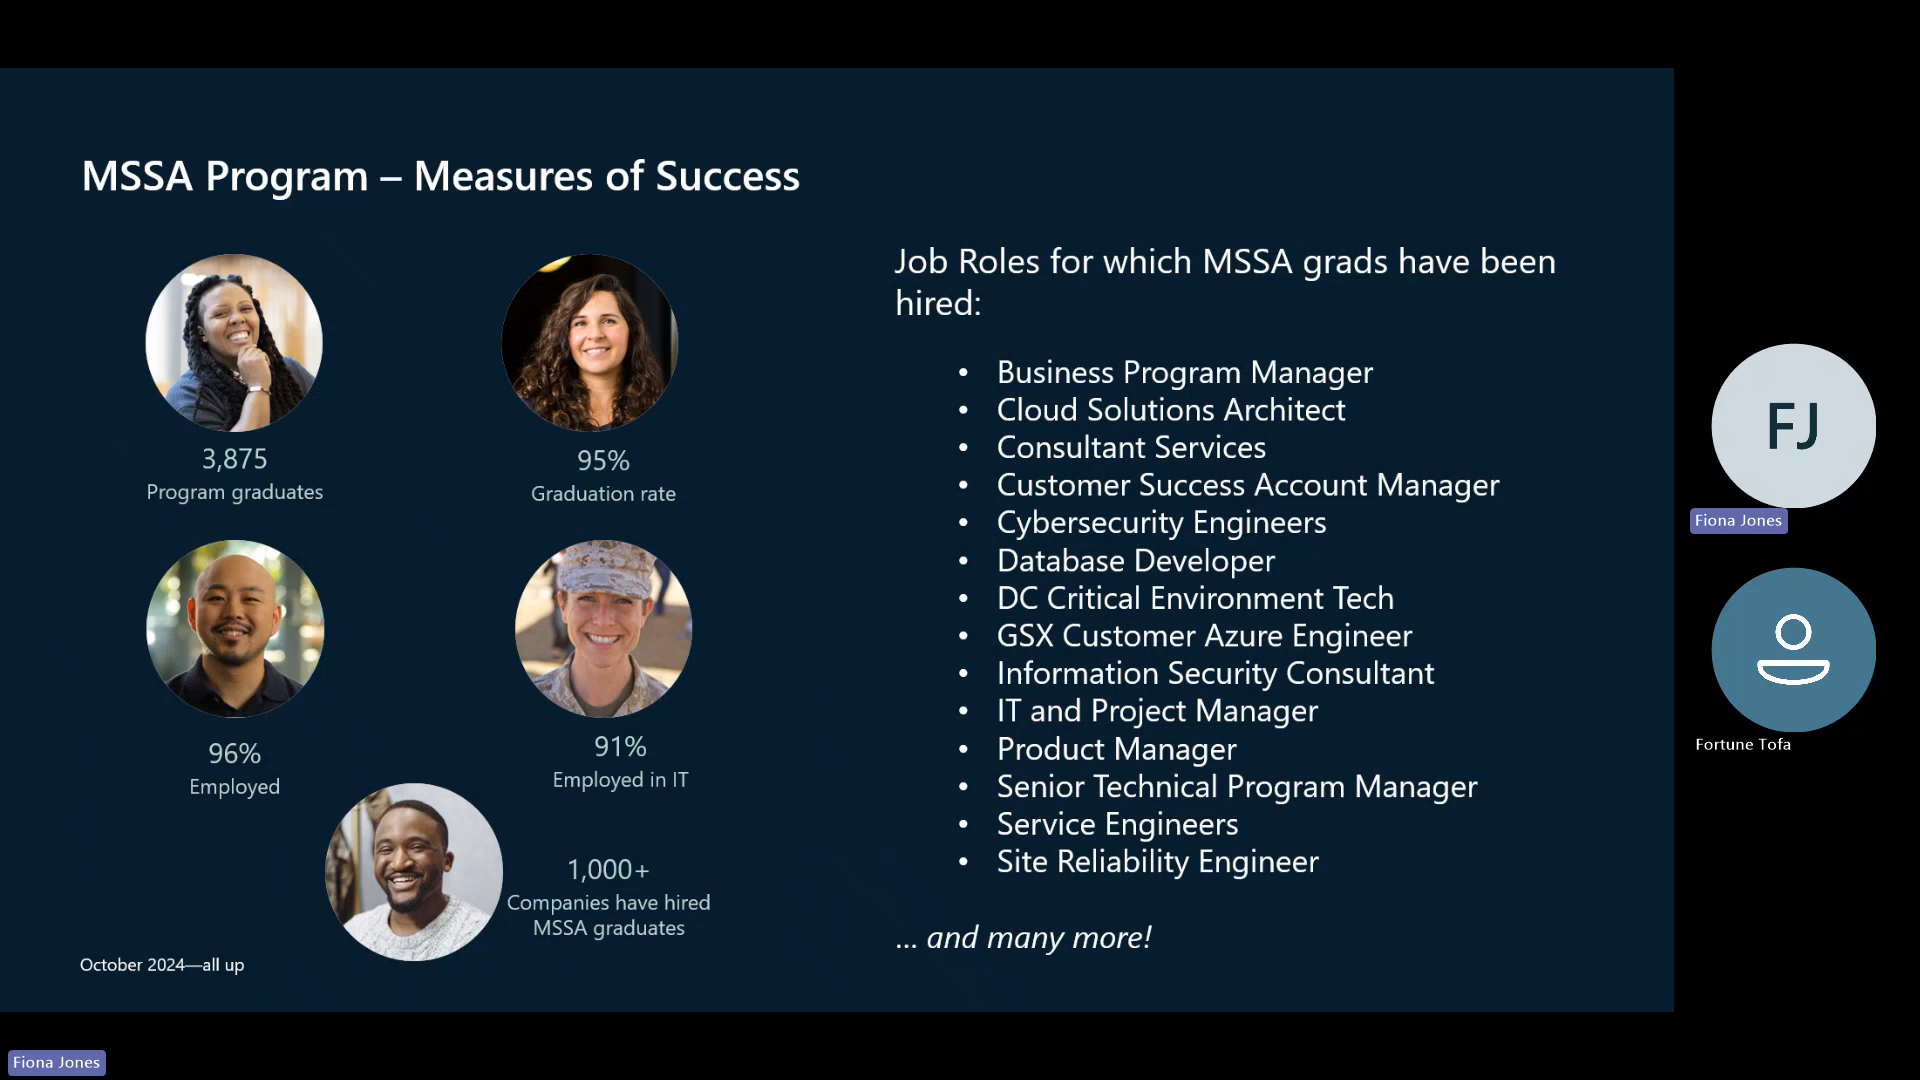 MSSA Program – Measures of Success
3,875
Program graduates
95%
Graduation rate
96%
Employed
91%
Employed in IT
1,000+
Companies have hired
MSSA graduates
October 2024—all up
Job Roles for which MSSA grads have been
hired:
• Business Program Manager
• Cloud Solutions Architect
• Consultant Services
• Customer Success Account Manager
• Cybersecurity Engineers
• Database Developer
• DC Critical Environment Tech
• GSX Customer Azure Engineer
• Information Security Consultant
• IT and Project Manager
• Product Manager
• Senior Technical Program Manager
• Service Engineers
• Site Reliability Engineer
... and many more!
FJ
Fiona Jones
Fortune Tofa
Fiona Jones